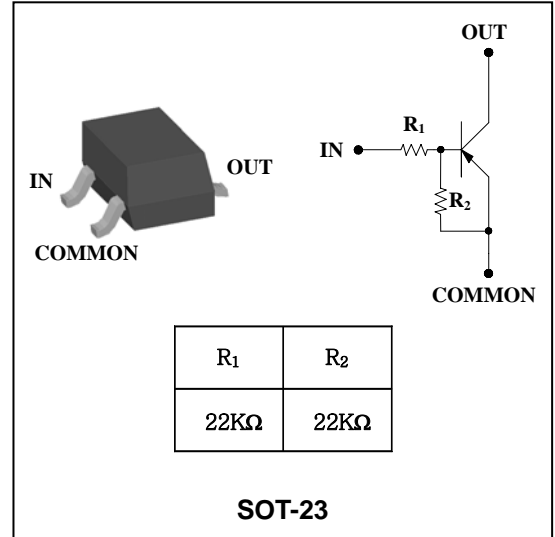 OUT
R₁
IN
OUT
IN
R₂
COMMON
COMMON
R₁ R₂
22KΩ 22KΩ
SOT-23